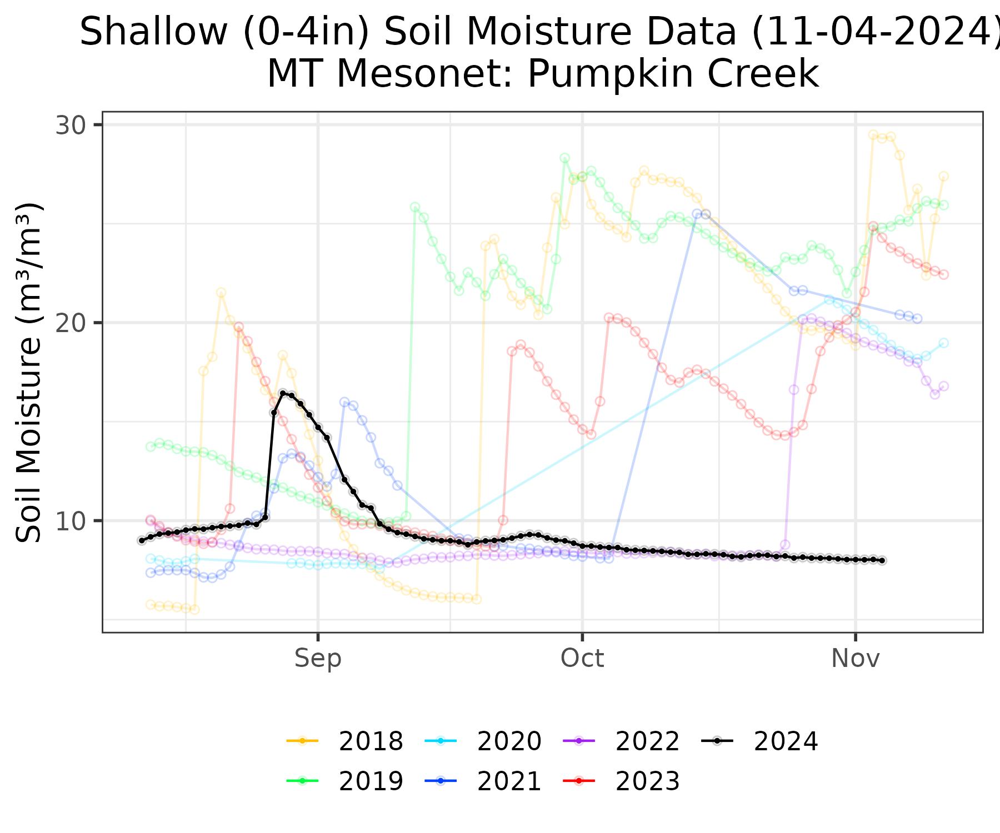 Shallow (0-4in) Soil Moisture Data (11-04-2024)
MT Mesonet: Pumpkin Creek
Soil Moisture (m³/m³)
30
20
10
Sep Oct Nov
2018 2020 2022 2024
2019 2021 2023